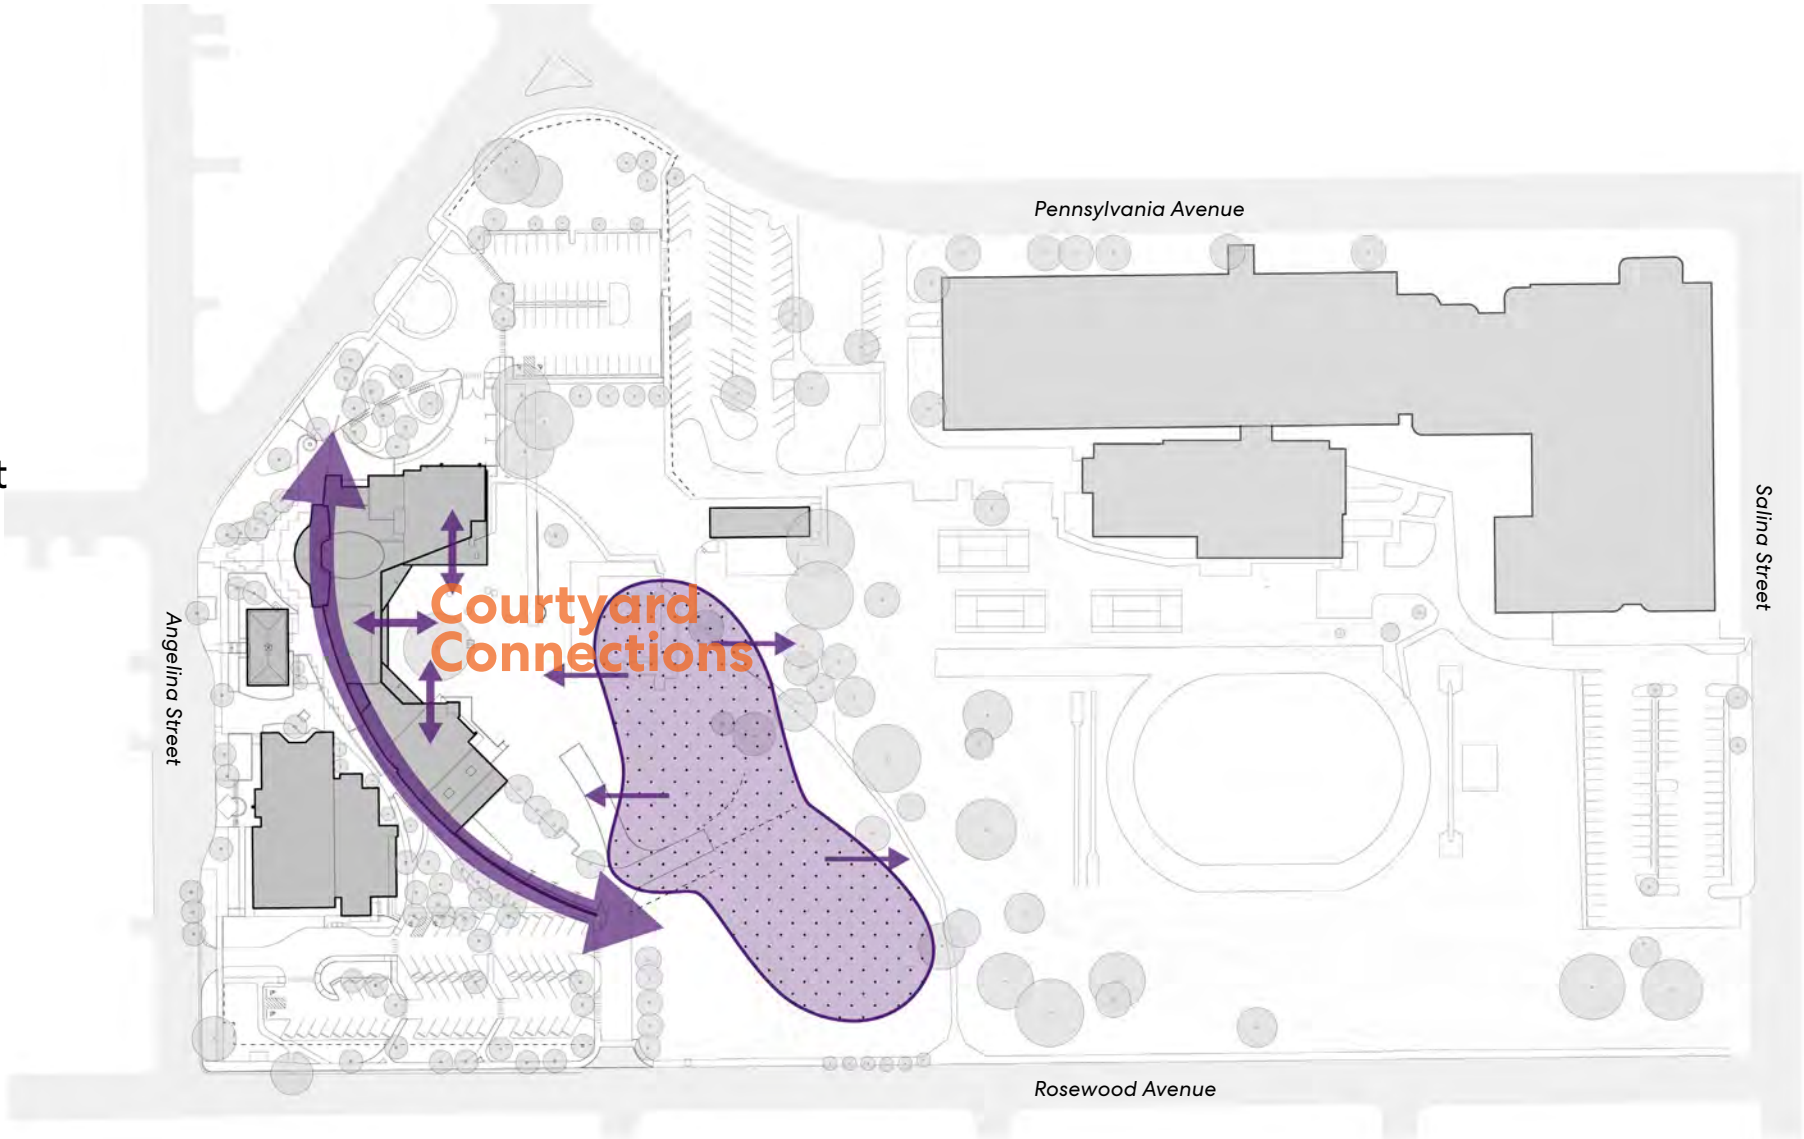 Pennsylvania Avenue
t
Salina Street
Courtyard
Connections
Angelina Street
Rosewood Avenue